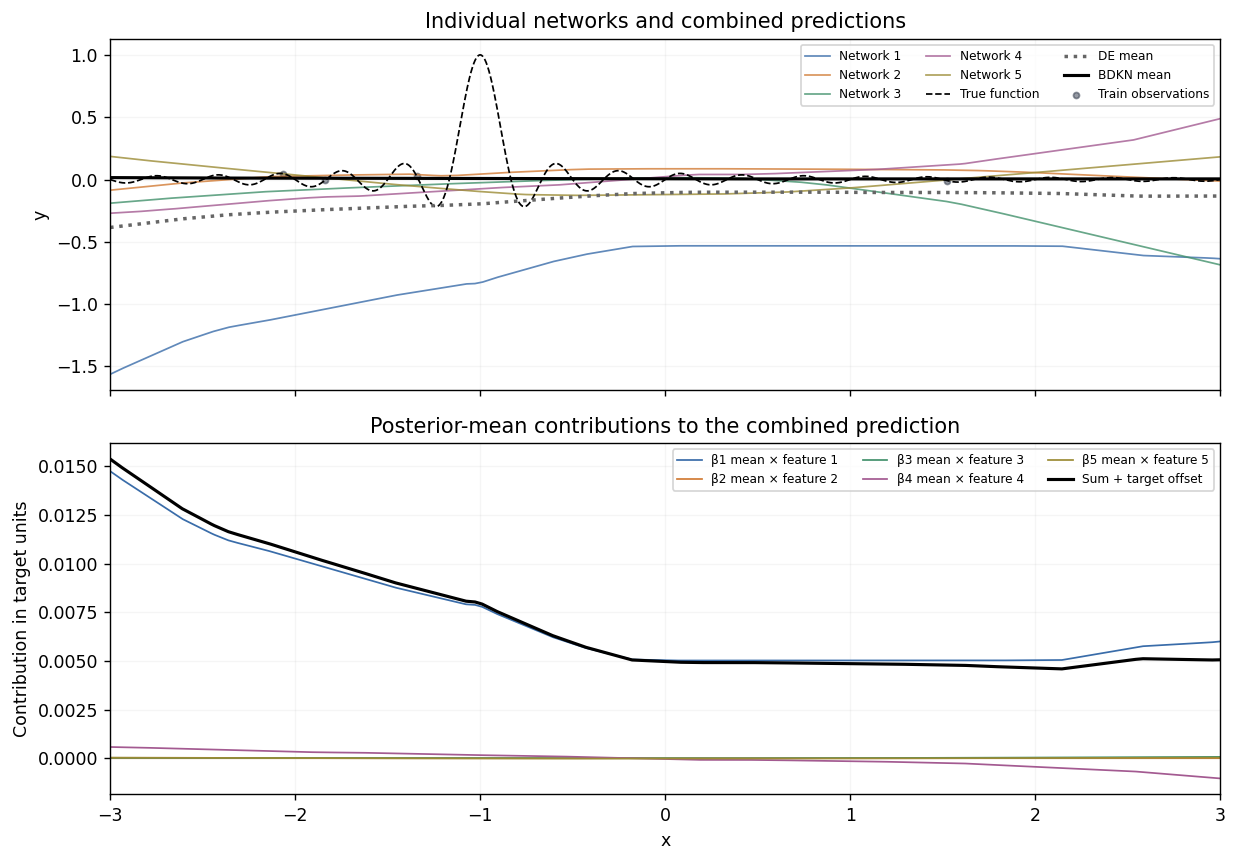 Individual networks and combined predictions
y
1.0
0.5
0.0
−0.5
−1.0
−1.5
Network 1
Network 2
Network 3
Network 4
Network 5
True function
DE mean
BDKN mean
Train observations
Posterior-mean contributions to the combined prediction
Contribution in target units
0.0150
0.0125
0.0100
0.0075
0.0050
0.0025
0.0000
β1 mean × feature 1
β2 mean × feature 2
β3 mean × feature 3
β4 mean × feature 4
β5 mean × feature 5
Sum + target offset
−3 −2 −1 0 1 2 3
x